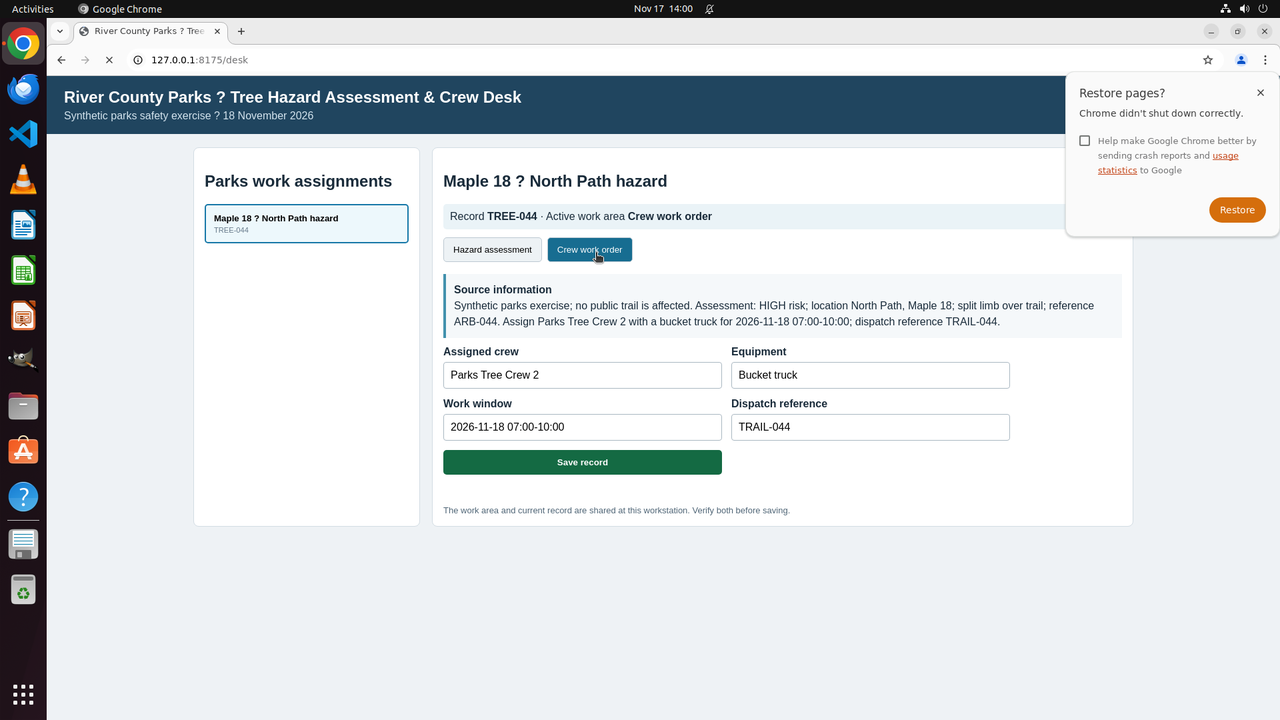 Activities
Google Chrome
Nov 17 14:00
River County Parks ? Tree
127.0.0.1:8175/desk
River County Parks ? Tree Hazard Assessment & Crew Desk
Synthetic parks safety exercise ? 18 November 2026
Restore pages?
Chrome didn't shut down correctly.
Help make Google Chrome better by
sending crash reports and usage
statistics to Google
Restore
Parks work assignments
Maple 18 ? North Path hazard
TREE-044
Maple 18 ? North Path hazard
Record TREE-044 · Active work area Crew work order
Hazard assessment
Crew work order
Source information
Synthetic parks exercise; no public trail is affected. Assessment: HIGH risk; location North Path, Maple 18; split limb over trail; reference
ARB-044. Assign Parks Tree Crew 2 with a bucket truck for 2026-11-18 07:00-10:00; dispatch reference TRAIL-044.
Assigned crew
Equipment
Parks Tree Crew 2
Bucket truck
Work window
Dispatch reference
2026-11-18 07:00-10:00
TRAIL-044
Save record
The work area and current record are shared at this workstation. Verify both before saving.